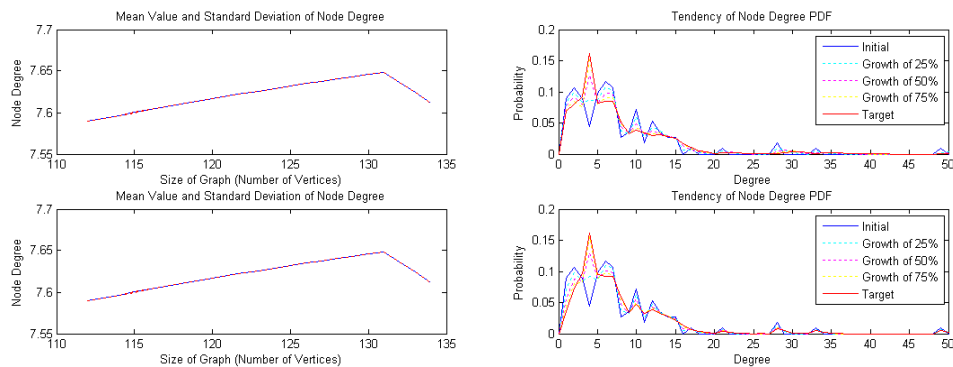 Mean Value and Standard Deviation of Node Degree
7.7
7.65
7.6
7.55
Node Degree
110 115 120 125 130 135
Size of Graph (Number of Vertices)
Tendency of Node Degree PDF
0.2
0.15
0.1
0.05
0
Probability
Initial
Growth of 25%
Growth of 50%
Growth of 75%
Target
0 5 10 15 20 25 30 35 40 45 50
Degree
Mean Value and Standard Deviation of Node Degree
7.7
7.65
7.6
7.55
Node Degree
110 115 120 125 130 135
Size of Graph (Number of Vertices)
Tendency of Node Degree PDF
0.2
0.15
0.1
0.05
0
Probability
Initial
Growth of 25%
Growth of 50%
Growth of 75%
Target
0 5 10 15 20 25 30 35 40 45 50
Degree